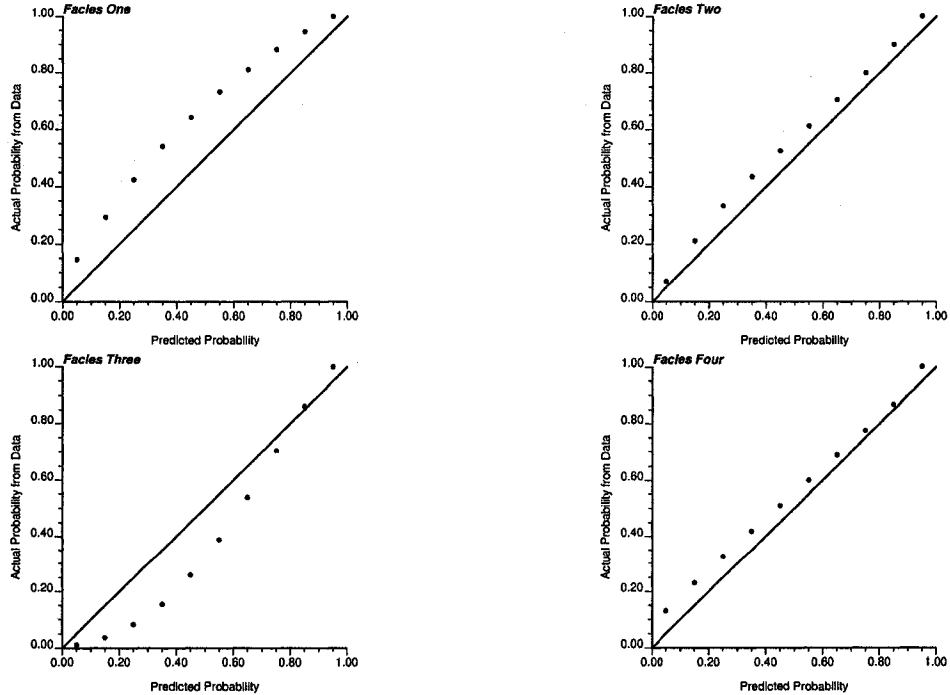 Facies One
1.00
0.80
0.60
0.40
0.20
0.00
Actual Probability from Data
0.00 0.20 0.40 0.60 0.80 1.00
Predicted Probability
Facies Two
1.00
0.80
0.60
0.40
0.20
0.00
Actual Probability from Data
0.00 0.20 0.40 0.60 0.80 1.00
Predicted Probability
Facies Three
1.00
0.80
0.60
0.40
0.20
0.00
Actual Probability from Data
0.00 0.20 0.40 0.60 0.80 1.00
Predicted Probability
Facies Four
1.00
0.80
0.60
0.40
0.20
0.00
Actual Probability from Data
0.00 0.20 0.40 0.60 0.80 1.00
Predicted Probability